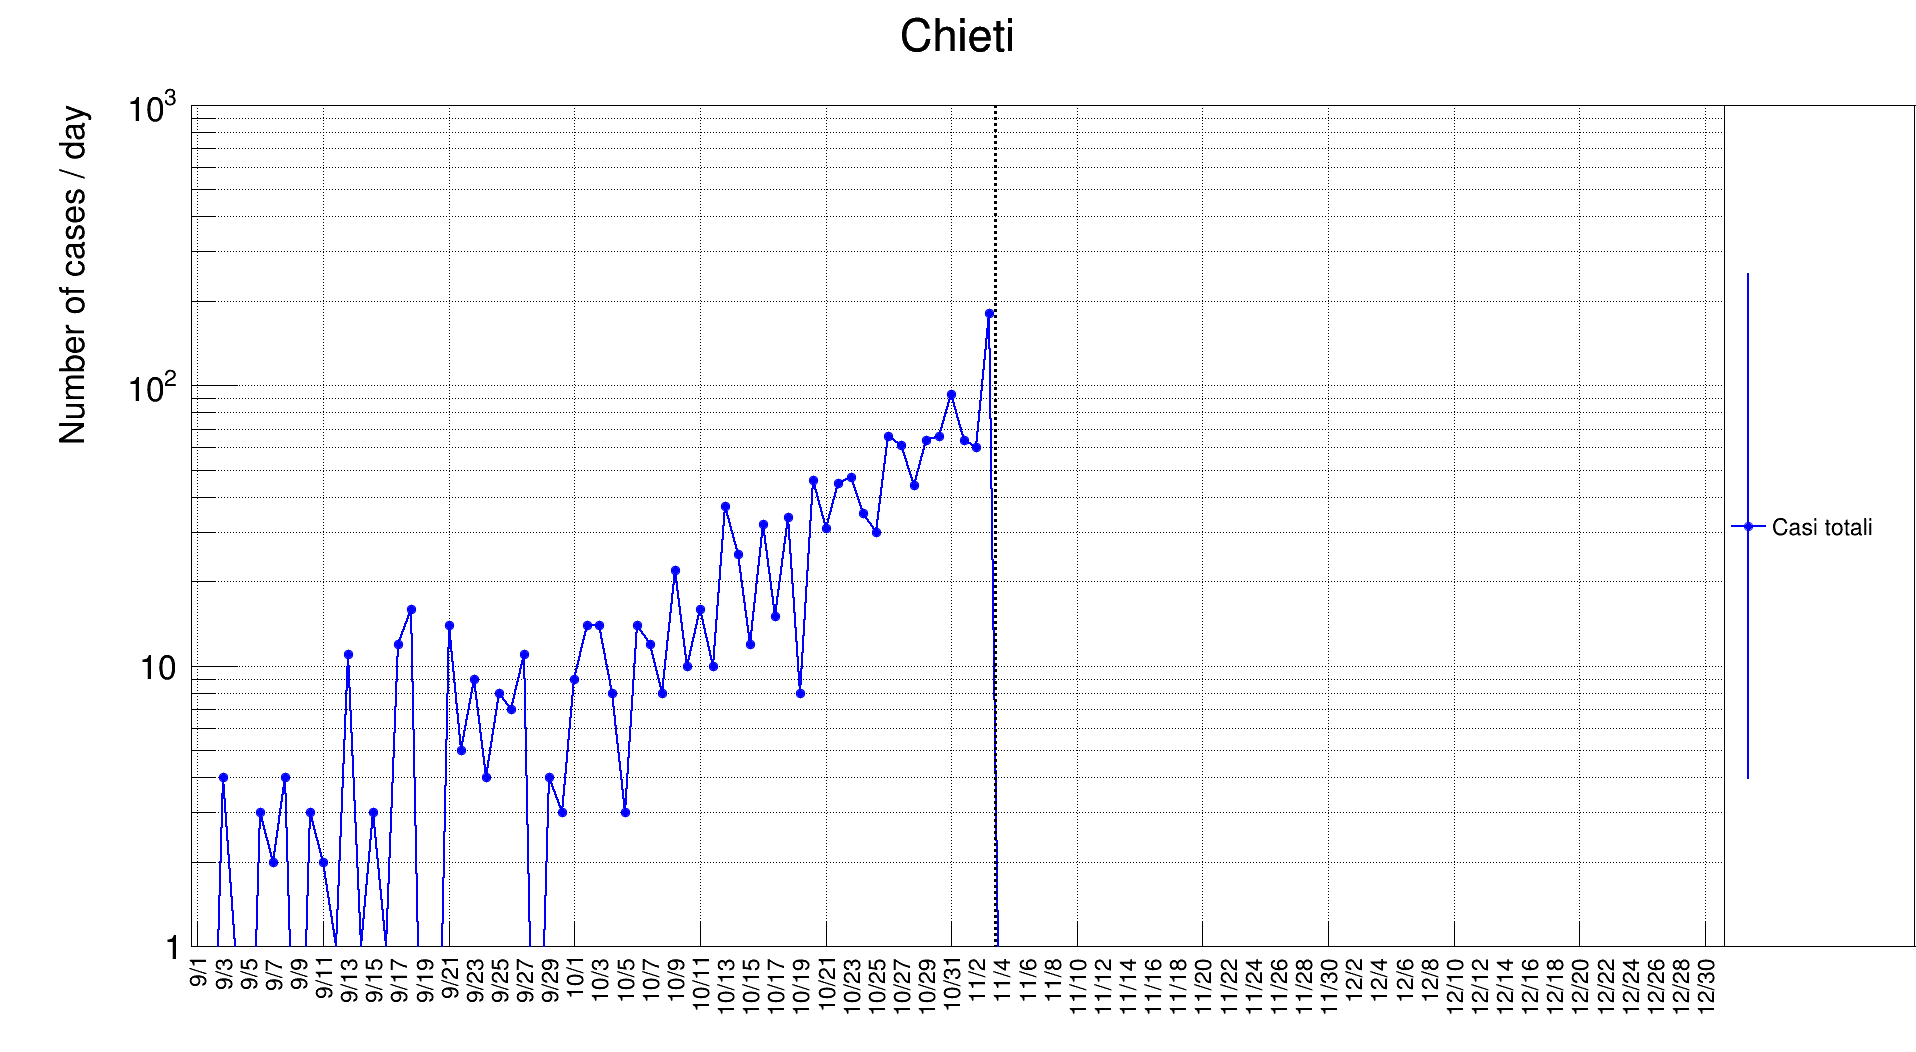 Chieti
Number of cases / day
10³
10²
10
1
9/1 9/3 9/5 9/7 9/9 9/11 9/13 9/15 9/17 9/19 9/21 9/23 9/25 9/27 9/29 10/1 10/3 10/5 10/7 10/9 10/11 10/13 10/15 10/17 10/19 10/21 10/23 10/25 10/27 10/29 10/31 11/2 11/4 11/6 11/8 11/10 11/12 11/14 11/16 11/18 11/20 11/22 11/24 11/26 11/28 11/30 12/2 12/4 12/6 12/8 12/10 12/12 12/14 12/16 12/18 12/20 12/22 12/24 12/26 12/28 12/30
Casi totali